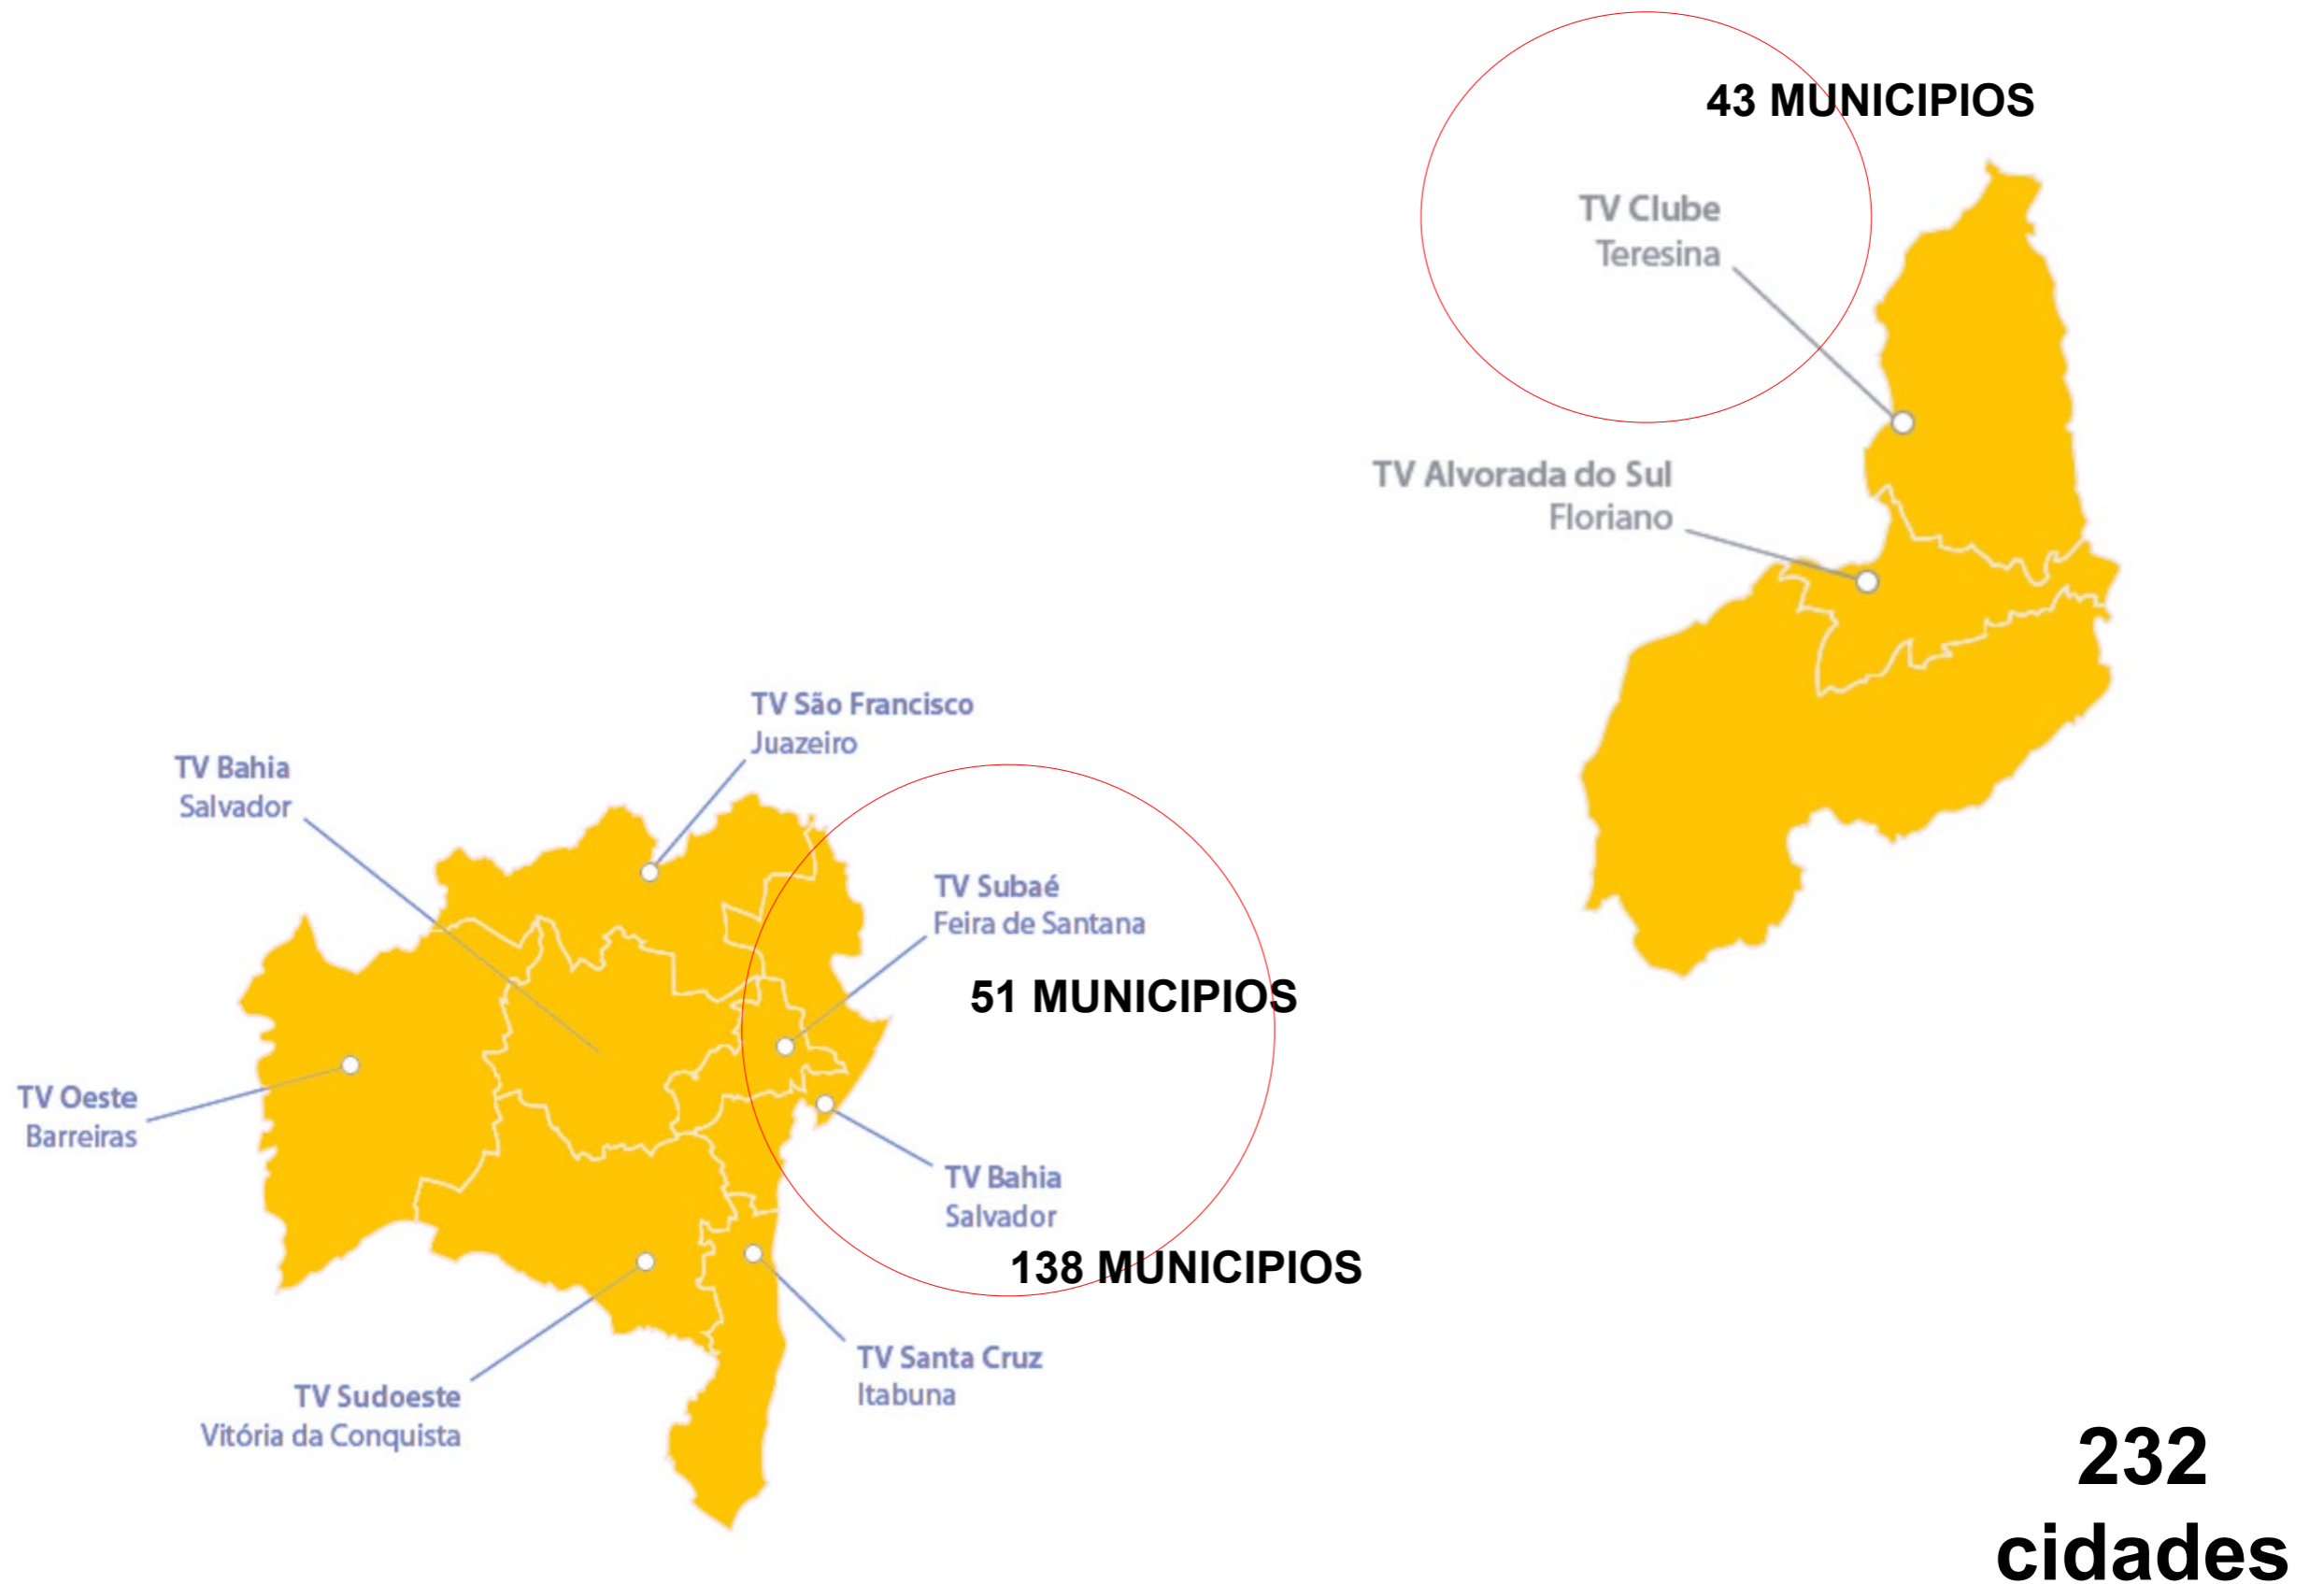 43 MUNICIPIOS
TV Clube
Teresina
TV Alvorada do Sul
Floriano
TV São Francisco
Juazeiro
TV Bahia
Salvador
TV Subaé
Feira de Santana
51 MUNICIPIOS
TV Oeste
Barreiras
TV Bahia
Salvador
138 MUNICIPIOS
TV Santa Cruz
Itabuna
TV Sudoeste
Vitória da Conquista
232
cidades